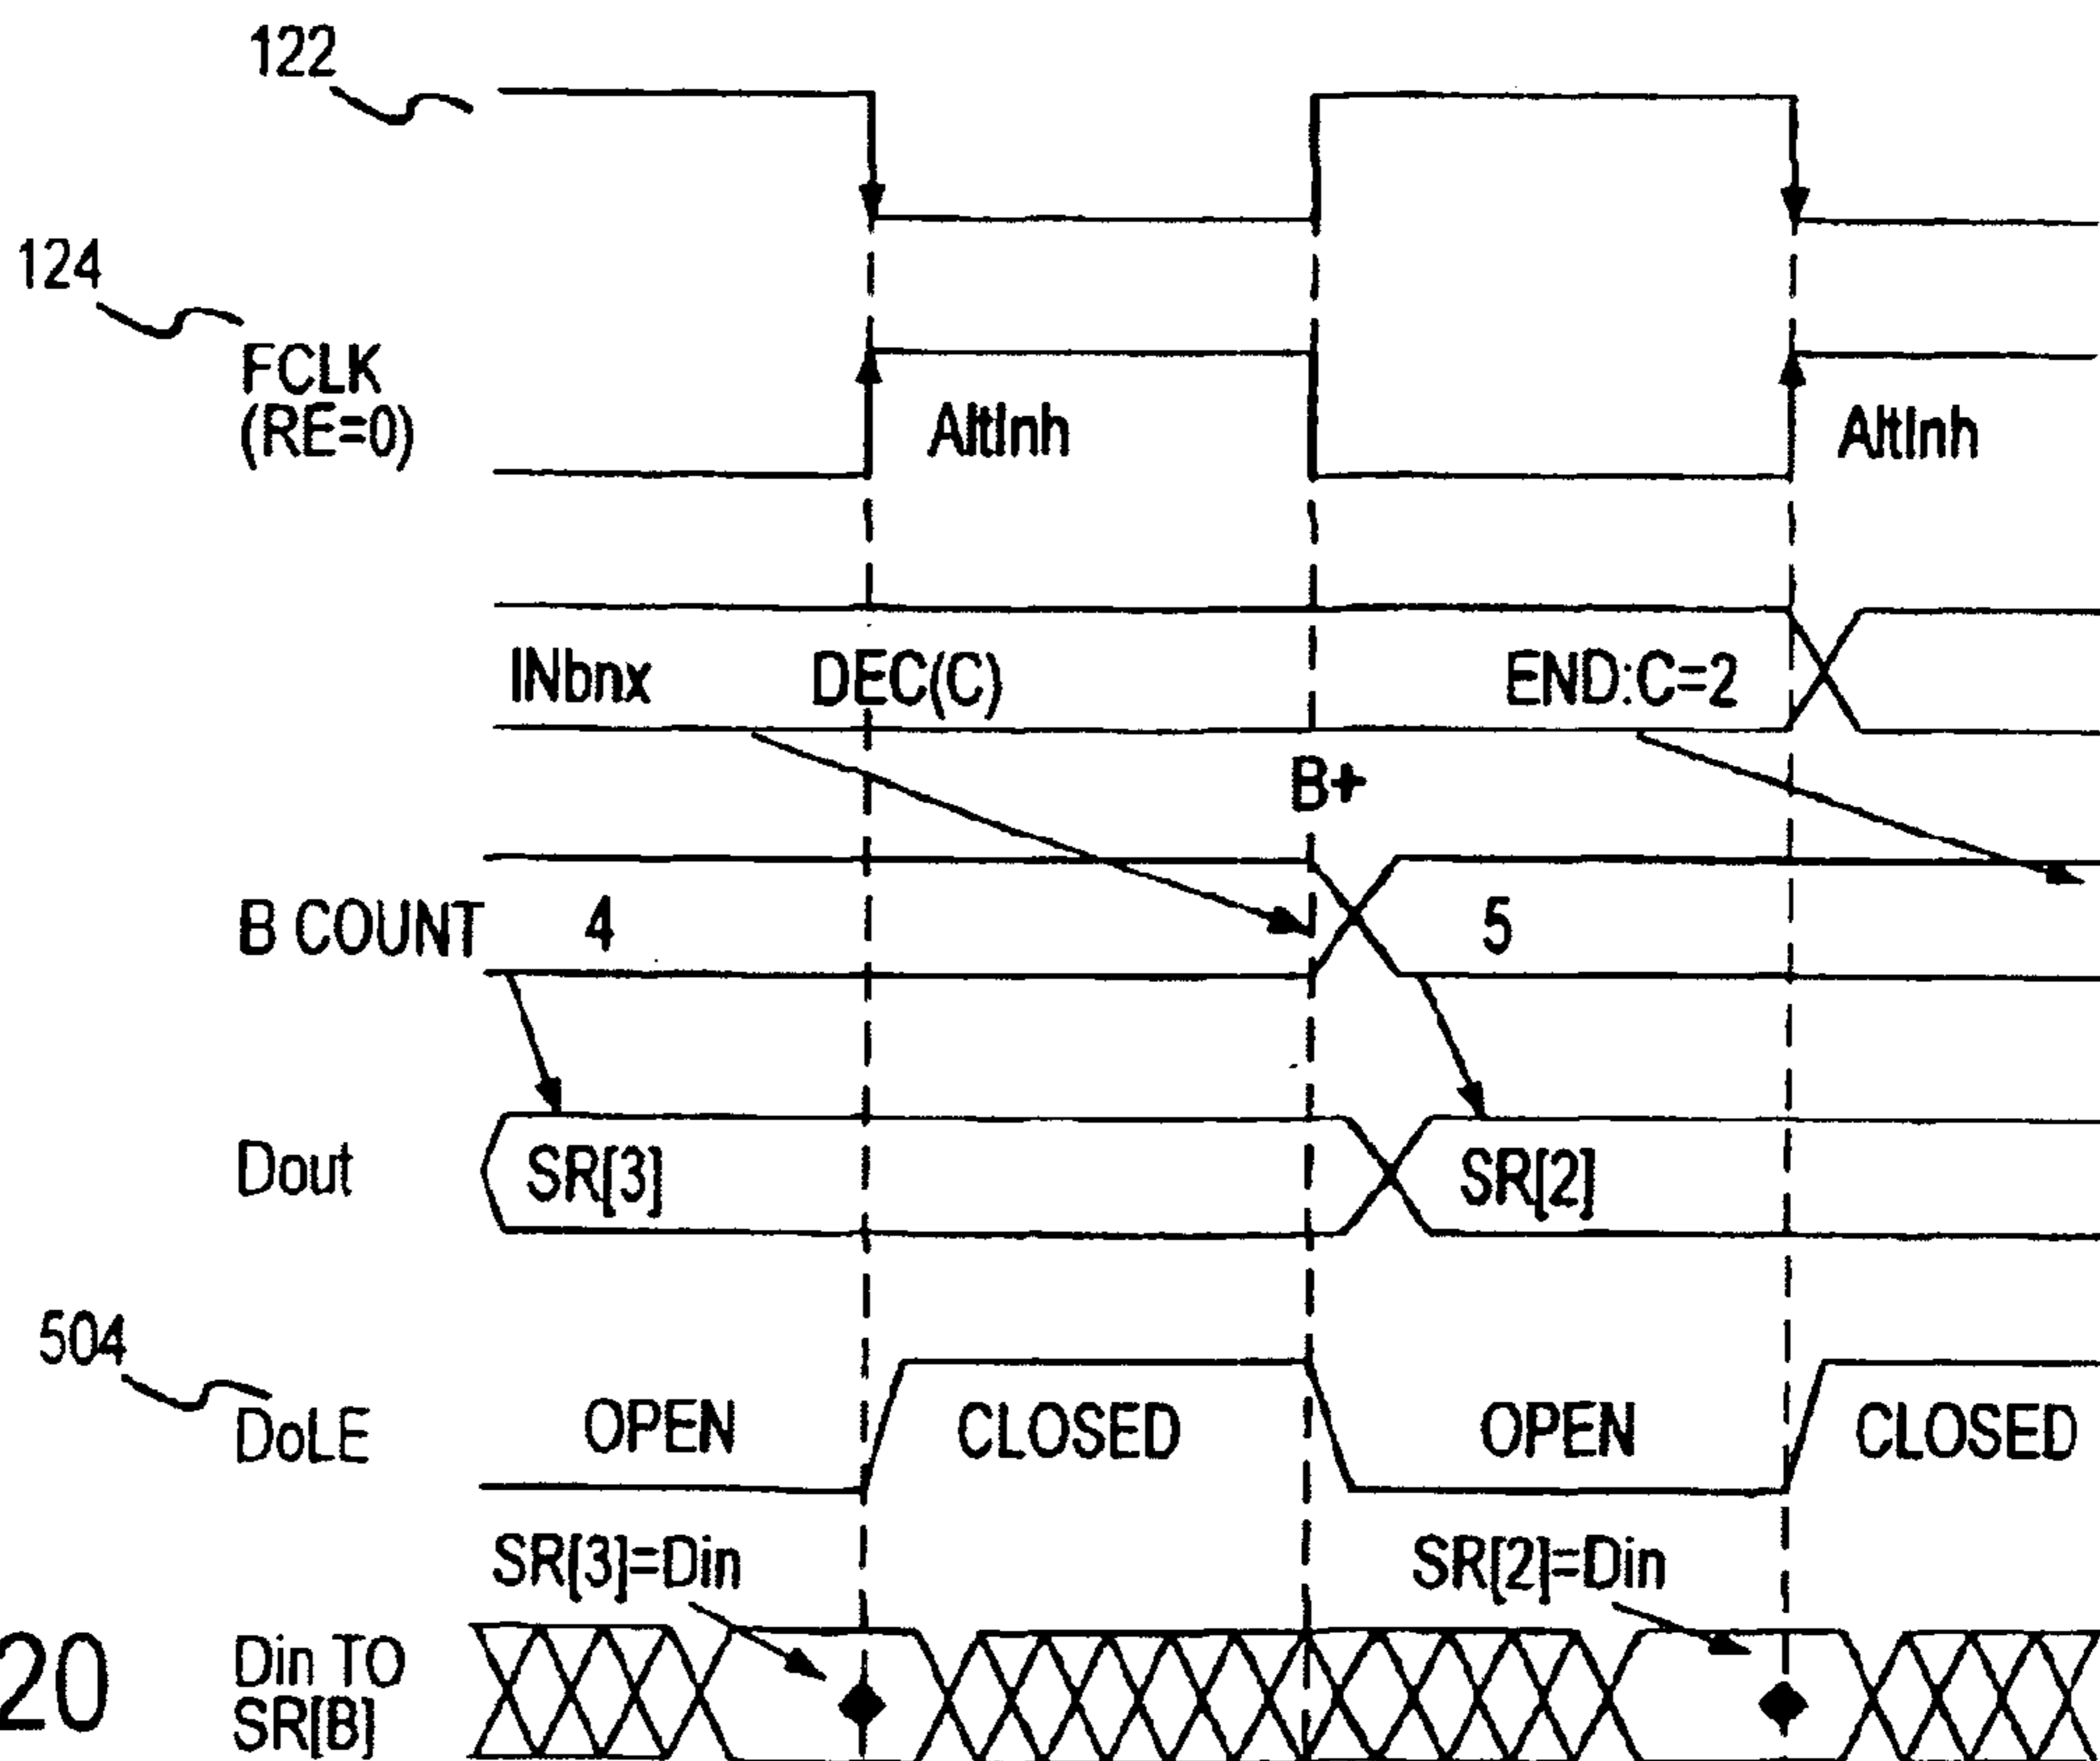 122
124
FCLK
(RE=0)
AltInh
AltInh
INbnx
DEC(C)
END:C=2
B+
B COUNT
4
5
Dout
SR[3]
SR[2]
504
DoLE
OPEN
CLOSED
OPEN
CLOSED
SR[3]=Din
SR[2]=Din
20
Din TO
SR[B]